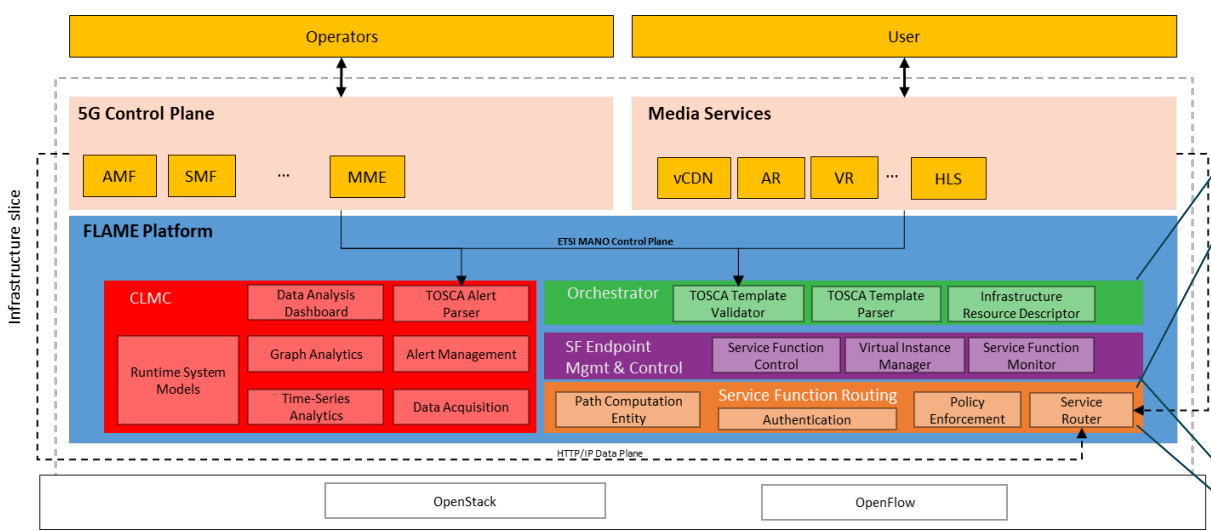 Operators
User
5G Control Plane
Media Services
AMF
SMF
...
MME
vCDN
AR
VR
...
HLS
Infrastructure slice
FLAME Platform
ETSI MANO Control Plane
CLMC
Data Analysis
Dashboard
TOSCA Alert
Parser
Runtime System
Models
Graph Analytics
Alert Management
Time-Series
Analytics
Data Acquisition
Orchestrator
TOSCA Template
Validator
TOSCA Template
Parser
Infrastructure
Resource Descriptor
SF Endpoint
Mgmt & Control
Service Function
Control
Virtual Instance
Manager
Service Function
Monitor
Service Function Routing
Path Computation
Entity
Authentication
Policy
Enforcement
Service
Router
HTTP/IP Data Plane
OpenStack
OpenFlow